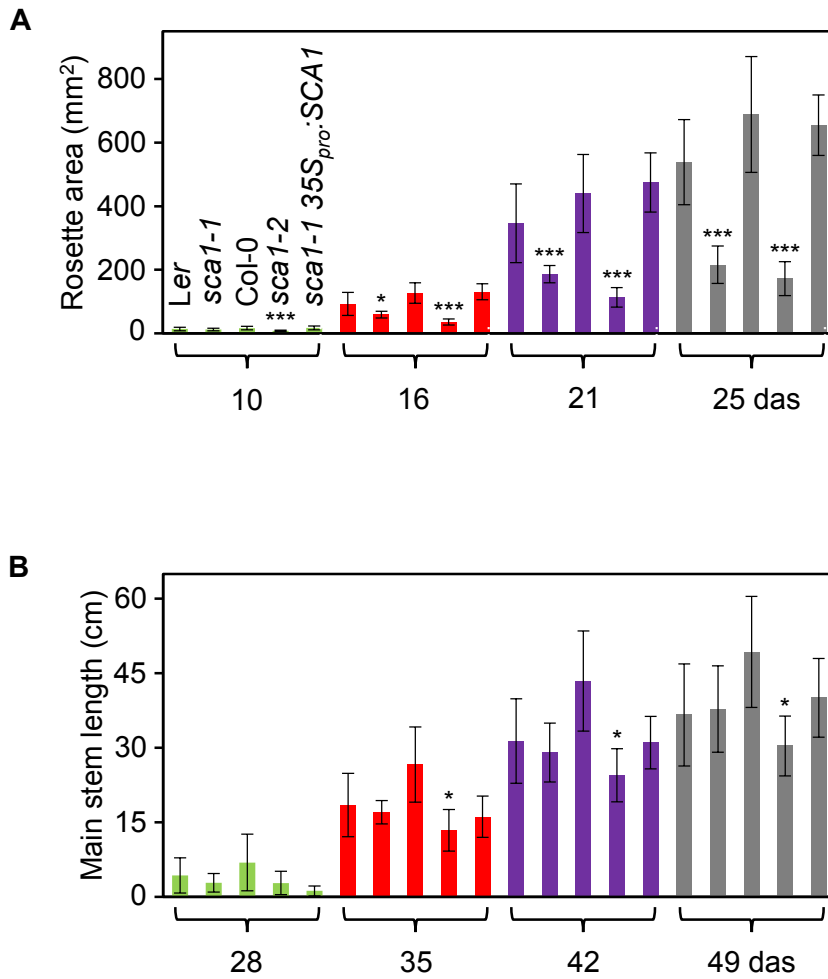 A
Rosette area (mm²)
800
600
400
200
0
Ler
sca1-1
Col-0
sca1-2
sca1-1 35Spro:SCA1
***
*
***
***
***
***
***
10
16
21
25 das
B
Main stem length (cm)
60
45
30
15
0
*
*
*
28
35
42
49 das